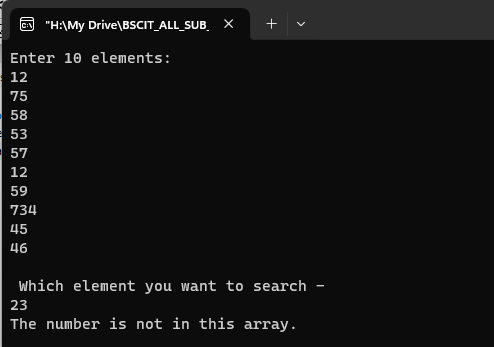 "H:\My Drive\BSCIT_ALL_SUB_
Enter 10 elements:
12
75
58
53
57
12
59
734
45
46
Which element you want to search -
23
The number is not in this array.